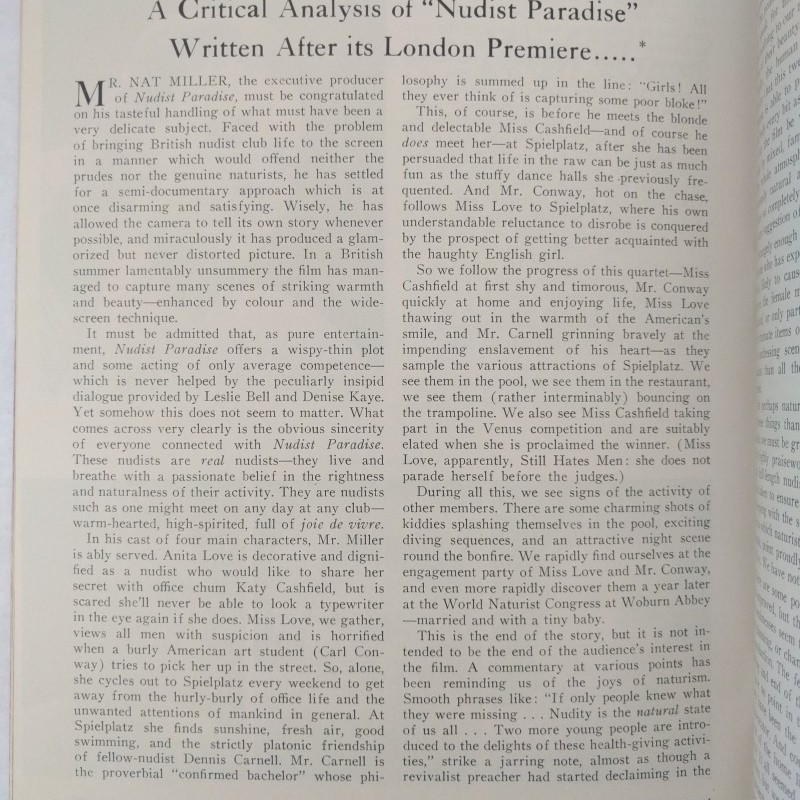 A Critical Analysis of “Nudist Paradise”
Written After its London Premiere.....*
MR. NAT MILLER, the executive producer
of Nudist Paradise, must be congratulated
on his tasteful handling of what must have been a
very delicate subject. Faced with the problem
of bringing British nudist club life to the screen
in a manner which would offend neither the
prudes nor the genuine naturists, he has settled
for a semi-documentary approach which is at
once disarming and satisfying. Wisely, he has
allowed the camera to tell its own story whenever
possible, and miraculously it has produced a glam-
orized but never distorted picture. In a British
summer lamentably unsummery the film has man-
aged to capture many scenes of striking warmth
and beauty—enhanced by colour and the wide-
screen technique.
It must be admitted that, as pure entertain-
ment, Nudist Paradise offers a wispy-thin plot
and some acting of only average competence—
which is never helped by the peculiarly insipid
dialogue provided by Leslie Bell and Denise Kaye.
Yet somehow this does not seem to matter. What
comes across very clearly is the obvious sincerity
of everyone connected with Nudist Paradise.
These nudists are real nudists—they live and
breathe with a passionate belief in the rightness
and naturalness of their activity. They are nudists
such as one might meet on any day at any club—
warm-hearted, high-spirited, full of joie de vivre.
In his cast of four main characters, Mr. Miller
is ably served. Anita Love is decorative and digni-
fied as a nudist who would like to share her
secret with office chum Katy Cashfield, but is
scared she'll never be able to look a typewriter
in the eye again if she does. Miss Love, we gather,
views all men with suspicion and is horrified
when a burly American art student (Carl Con-
way) tries to pick her up in the street. So, alone,
she cycles out to Spielplatz every weekend to get
away from the hurly-burly of office life and the
unwanted attentions of mankind in general. At
Spielplatz she finds sunshine, fresh air, good
swimming, and the strictly platonic friendship
of fellow-nudist Dennis Carnell. Mr. Carnell is
the proverbial “confirmed bachelor” whose phi-
losophy is summed up in the line: “Girls! All
they ever think of is capturing some poor bloke!”
This, of course, is before he meets the blonde
and delectable Miss Cashfield—and of course he
does meet her—at Spielplatz, after she has been
persuaded that life in the raw can be just as much
fun as the stuffy dance halls she previously fre-
quented. And Mr. Conway, hot on the chase,
follows Miss Love to Spielplatz, where his own
understandable reluctance to disrobe is conquered
by the prospect of getting better acquainted with
the haughty English girl.
So we follow the progress of this quartet—Miss
Cashfield at first shy and timorous, Mr. Conway
quickly at home and enjoying life, Miss Love
thawing out in the warmth of the American's
smile, and Mr. Carnell grinning bravely at the
impending enslavement of his heart—as they
sample the various attractions of Spielplatz. We
see them in the pool, we see them in the restaurant,
we see them (rather interminably) bouncing on
the trampoline. We also see Miss Cashfield taking
part in the Venus competition and are suitably
elated when she is proclaimed the winner. (Miss
Love, apparently, Still Hates Men: she does not
parade herself before the judges.)
During all this, we see signs of the activity of
other members. There are some charming shots of
kiddies splashing themselves in the pool, exciting
diving sequences, and an attractive night scene
round the bonfire. We rapidly find ourselves at the
engagement party of Miss Love and Mr. Conway,
and even more rapidly discover them a year later
at the World Naturist Congress at Woburn Abbey
—married and with a tiny baby.
This is the end of the story, but it is not in-
tended to be the end of the audience's interest in
the film. A commentary at various points has
been reminding us of the joys of naturism.
Smooth phrases like: “If only people knew what
they were missing . . . Nudity is the natural state
of us all . . . Two more young people are intro-
duced to the delights of these health-giving activi-
ties,” strike a jarring note, almost as though a
revivalist preacher had started declaiming in the